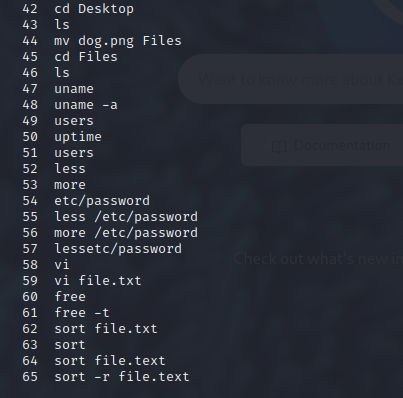 42 cd Desktop
43 ls
44 mv dog.png Files
45 cd Files
46 ls
Want to know more about
47 uname
48 uname -a
49 users
50 uptime
Documentation
51 users
52 less
53 more
54 etc/password
55 less /etc/password
56 more /etc/password
57 lessetc/password
Check out what's new in
58 vi
59 vi file.txt
60 free
61 free -t
62 sort file.txt
63 sort
64 sort file.text
65 sort -r file.text